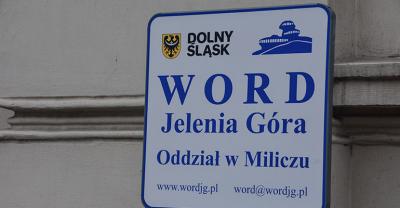 DOLNY
ŚLĄSK
WORD
Jelenia Góra
Oddział w Miliczu
www.wordjg.pl word@wordjg.pl